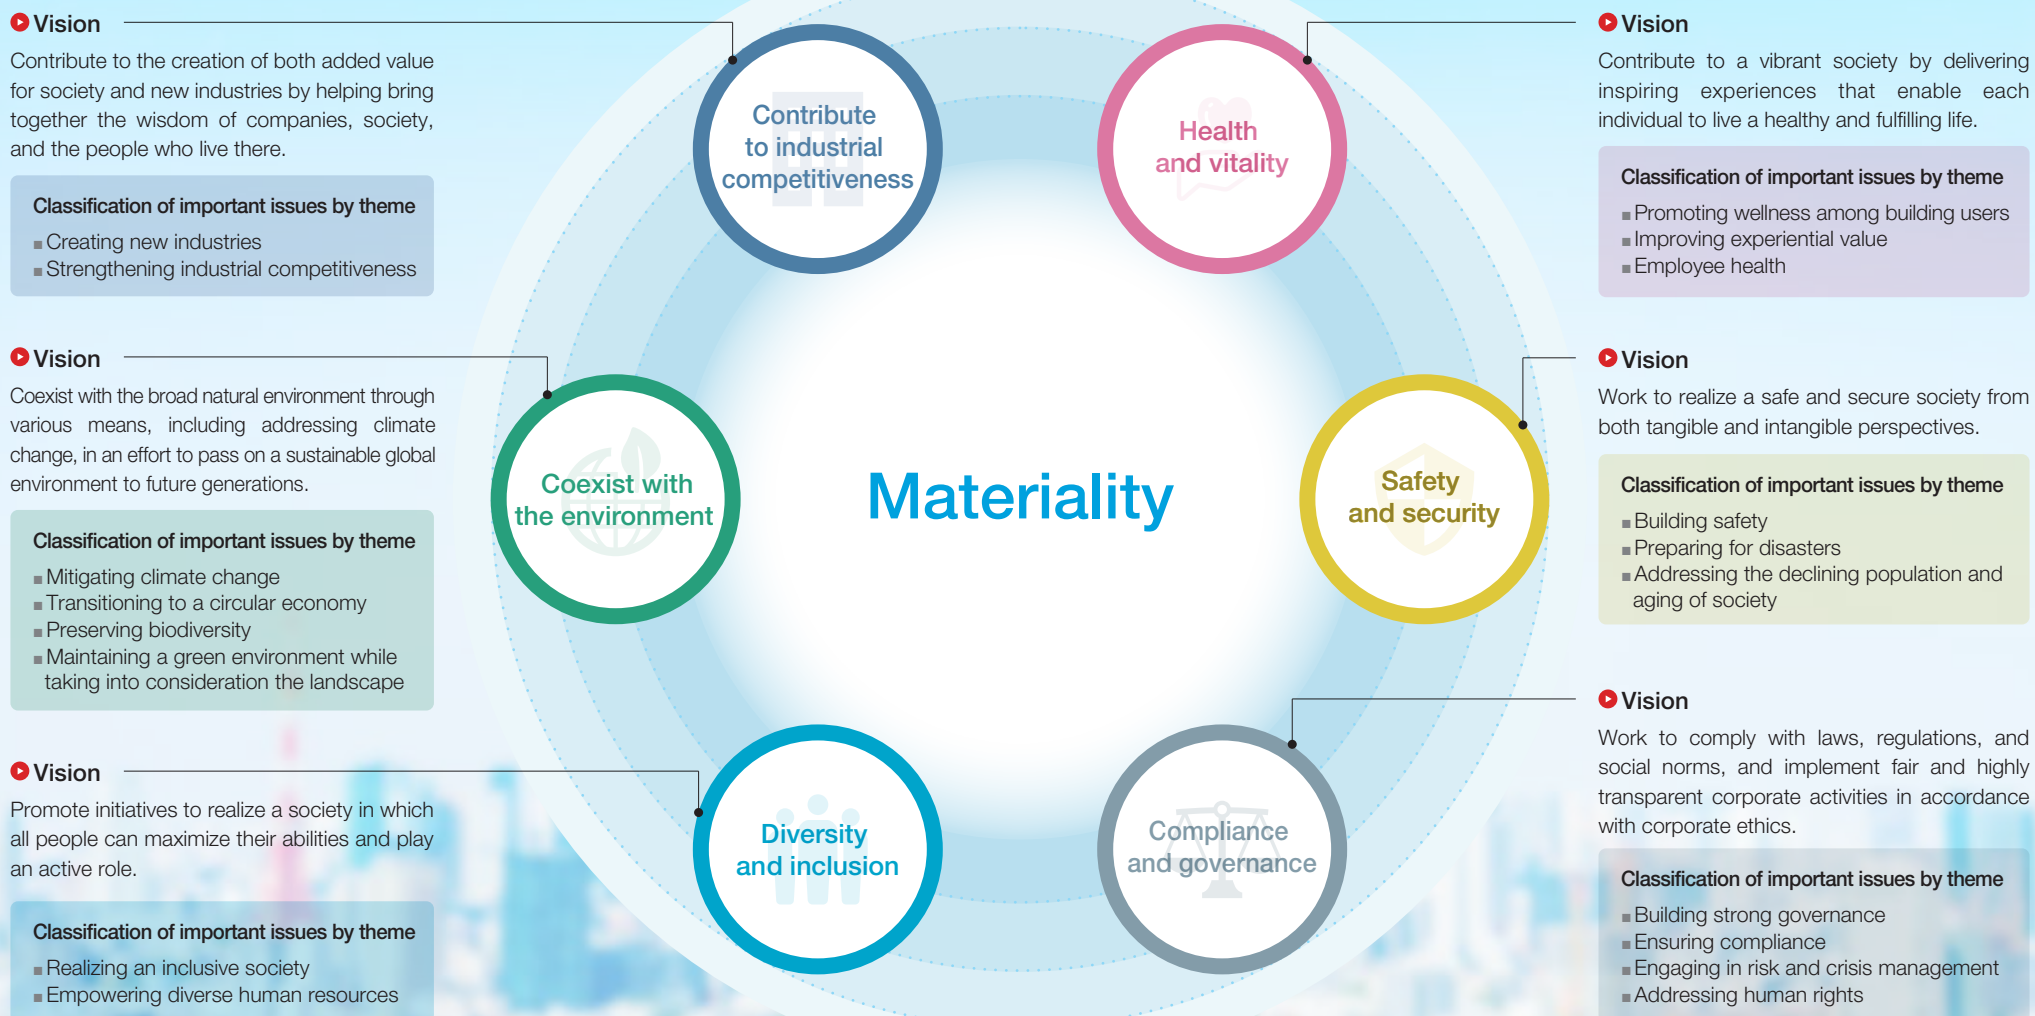 Vision
Contribute to the creation of both added value
for society and new industries by helping bring
together the wisdom of companies, society,
and the people who live there.
Classification of important issues by theme
■Creating new industries
■Strengthening industrial competitiveness
Vision
Coexist with the broad natural environment through
various means, including addressing climate
change, in an effort to pass on a sustainable global
environment to future generations.
Classification of important issues by theme
■Mitigating climate change
■Transitioning to a circular economy
■Preserving biodiversity
■Maintaining a green environment while
taking into consideration the landscape
Vision
Promote initiatives to realize a society in which
all people can maximize their abilities and play
an active role.
Classification of important issues by theme
■Realizing an inclusive society
■Empowering diverse human resources
Contribute
to industrial
competitiveness
Health
and vitality
Coexist with
the environment
Materiality
Safety
and security
Diversity
and inclusion
Compliance
and governance
Vision
Contribute to a vibrant society by delivering
inspiring experiences that enable each
individual to live a healthy and fulfilling life.
Classification of important issues by theme
■Promoting wellness among building users
■Improving experiential value
■Employee health
Vision
Work to realize a safe and secure society from
both tangible and intangible perspectives.
Classification of important issues by theme
■Building safety
■Preparing for disasters
■Addressing the declining population and
aging of society
Vision
Work to comply with laws, regulations, and
social norms, and implement fair and highly
transparent corporate activities in accordance
with corporate ethics.
Classification of important issues by theme
■Building strong governance
■Ensuring compliance
■Engaging in risk and crisis management
■Addressing human rights